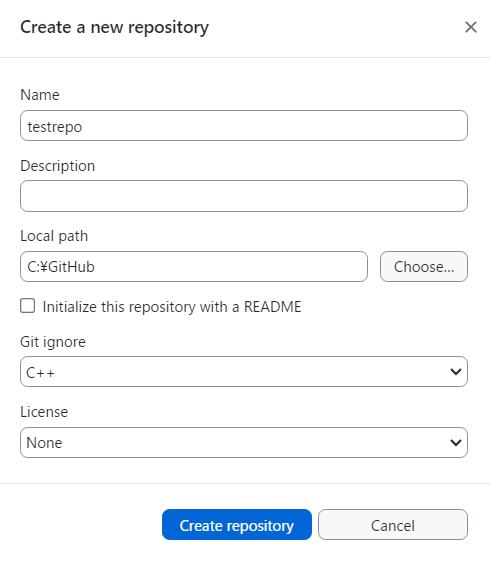 Create a new repository
Name
testrepo
Description
Local path
C:¥GitHub
Choose...
Initialize this repository with a README
Git ignore
C++
License
None
Create repository
Cancel